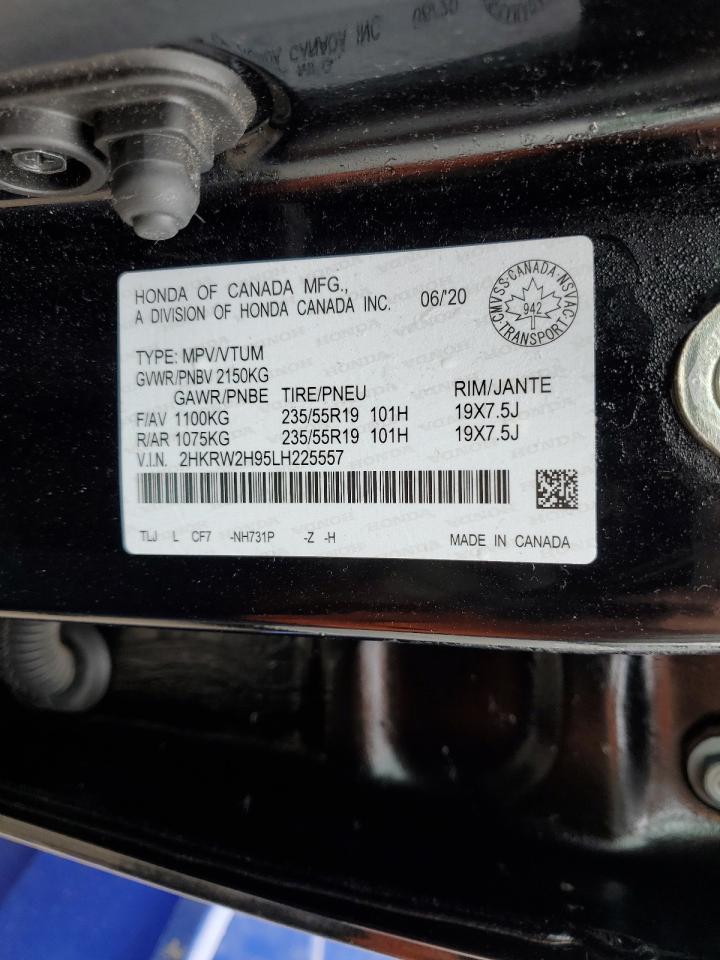 HONDA OF CANADA MFG.,
A DIVISION OF HONDA CANADA INC.
06/'20
CMVSS·CANADA·NSVAC·TRANSPORT·
942
TYPE: MPV/VTUM
GVWR/PNBV 2150KG
GAWR/PNBE TIRE/PNEU RIM/JANTE
F/AV 1100KG 235/55R19 101H 19X7.5J
R/AR 1075KG 235/55R19 101H 19X7.5J
V.I.N. 2HKRW2H95LH225557
TLJ L CF7 -NH731P -Z -H MADE IN CANADA